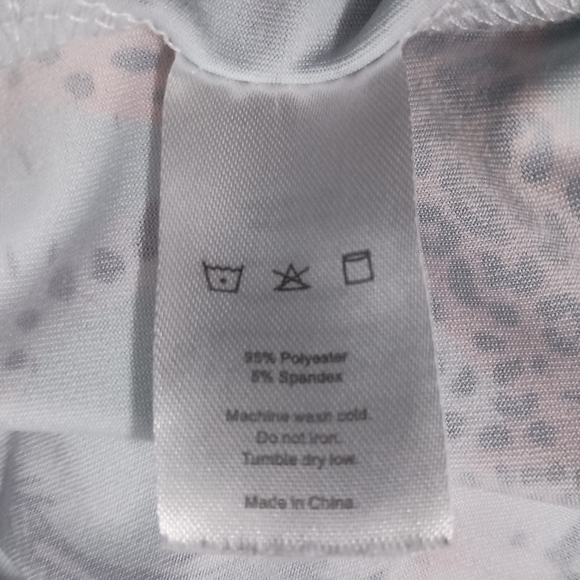 95% Polyester
5% Spandex
Machine wash cold.
Do not iron.
Tumble dry low.
Made in China.